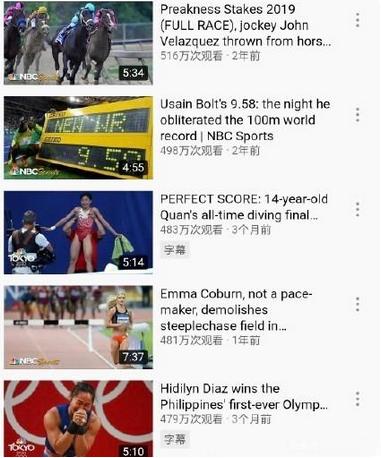 Preakness Stakes 2019
(FULL RACE), jockey John
Velazquez thrown from hors...
516万次观看 · 2年前
NBC Sports
5:34
Usain Bolt's 9.58: the night he
obliterated the 100m world
record | NBC Sports
498万次观看 · 2年前
NEW WR
9.58
NBC Sports
4:55
PERFECT SCORE: 14-year-old
Quan's all-time diving final...
483万次观看 · 3个月前
字幕
TOKYO
5:14
Emma Coburn, not a pace-
maker, demolishes
steeplechase field in...
481万次观看 · 1年前
NBC Sports
7:37
Hidilyn Diaz wins the
Philippines' first-ever Olymp...
479万次观看 · 3个月前
字幕
TOKYO
5:10